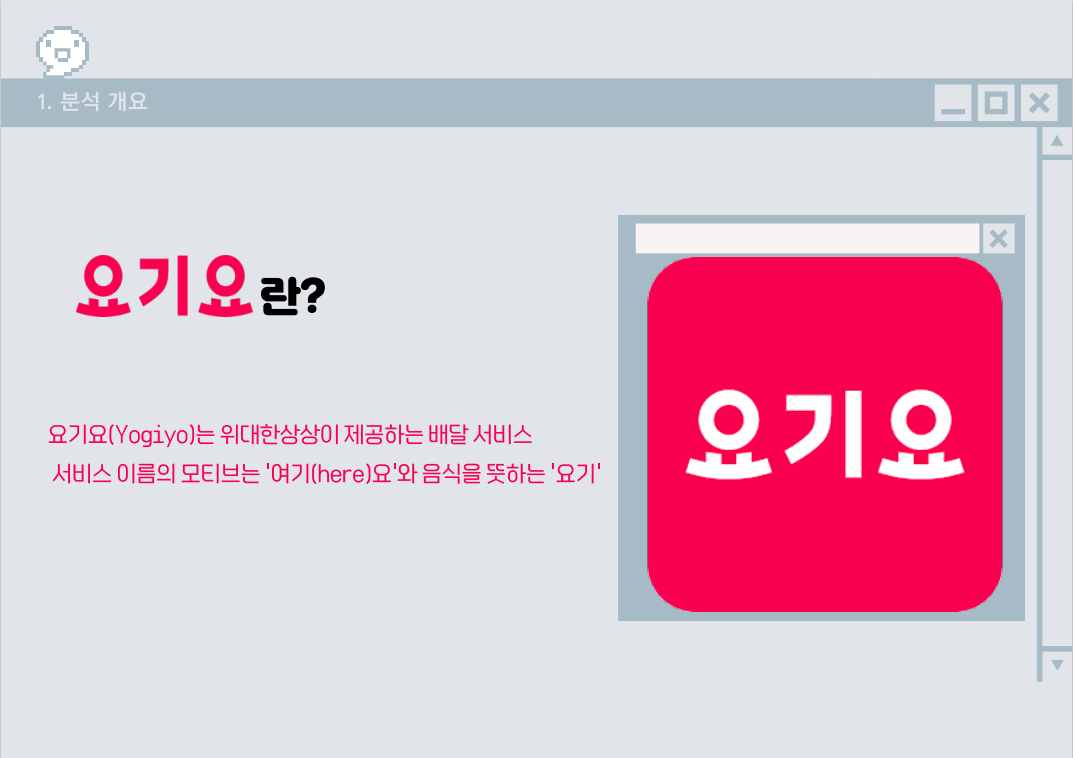 1. 분석 개요
요기요란?
요기요(Yogiyo)는 위대한상상이 제공하는 배달 서비스
서비스 이름의 모티브는 '여기(here)요'와 음식을 뜻하는 '요기'
요기요